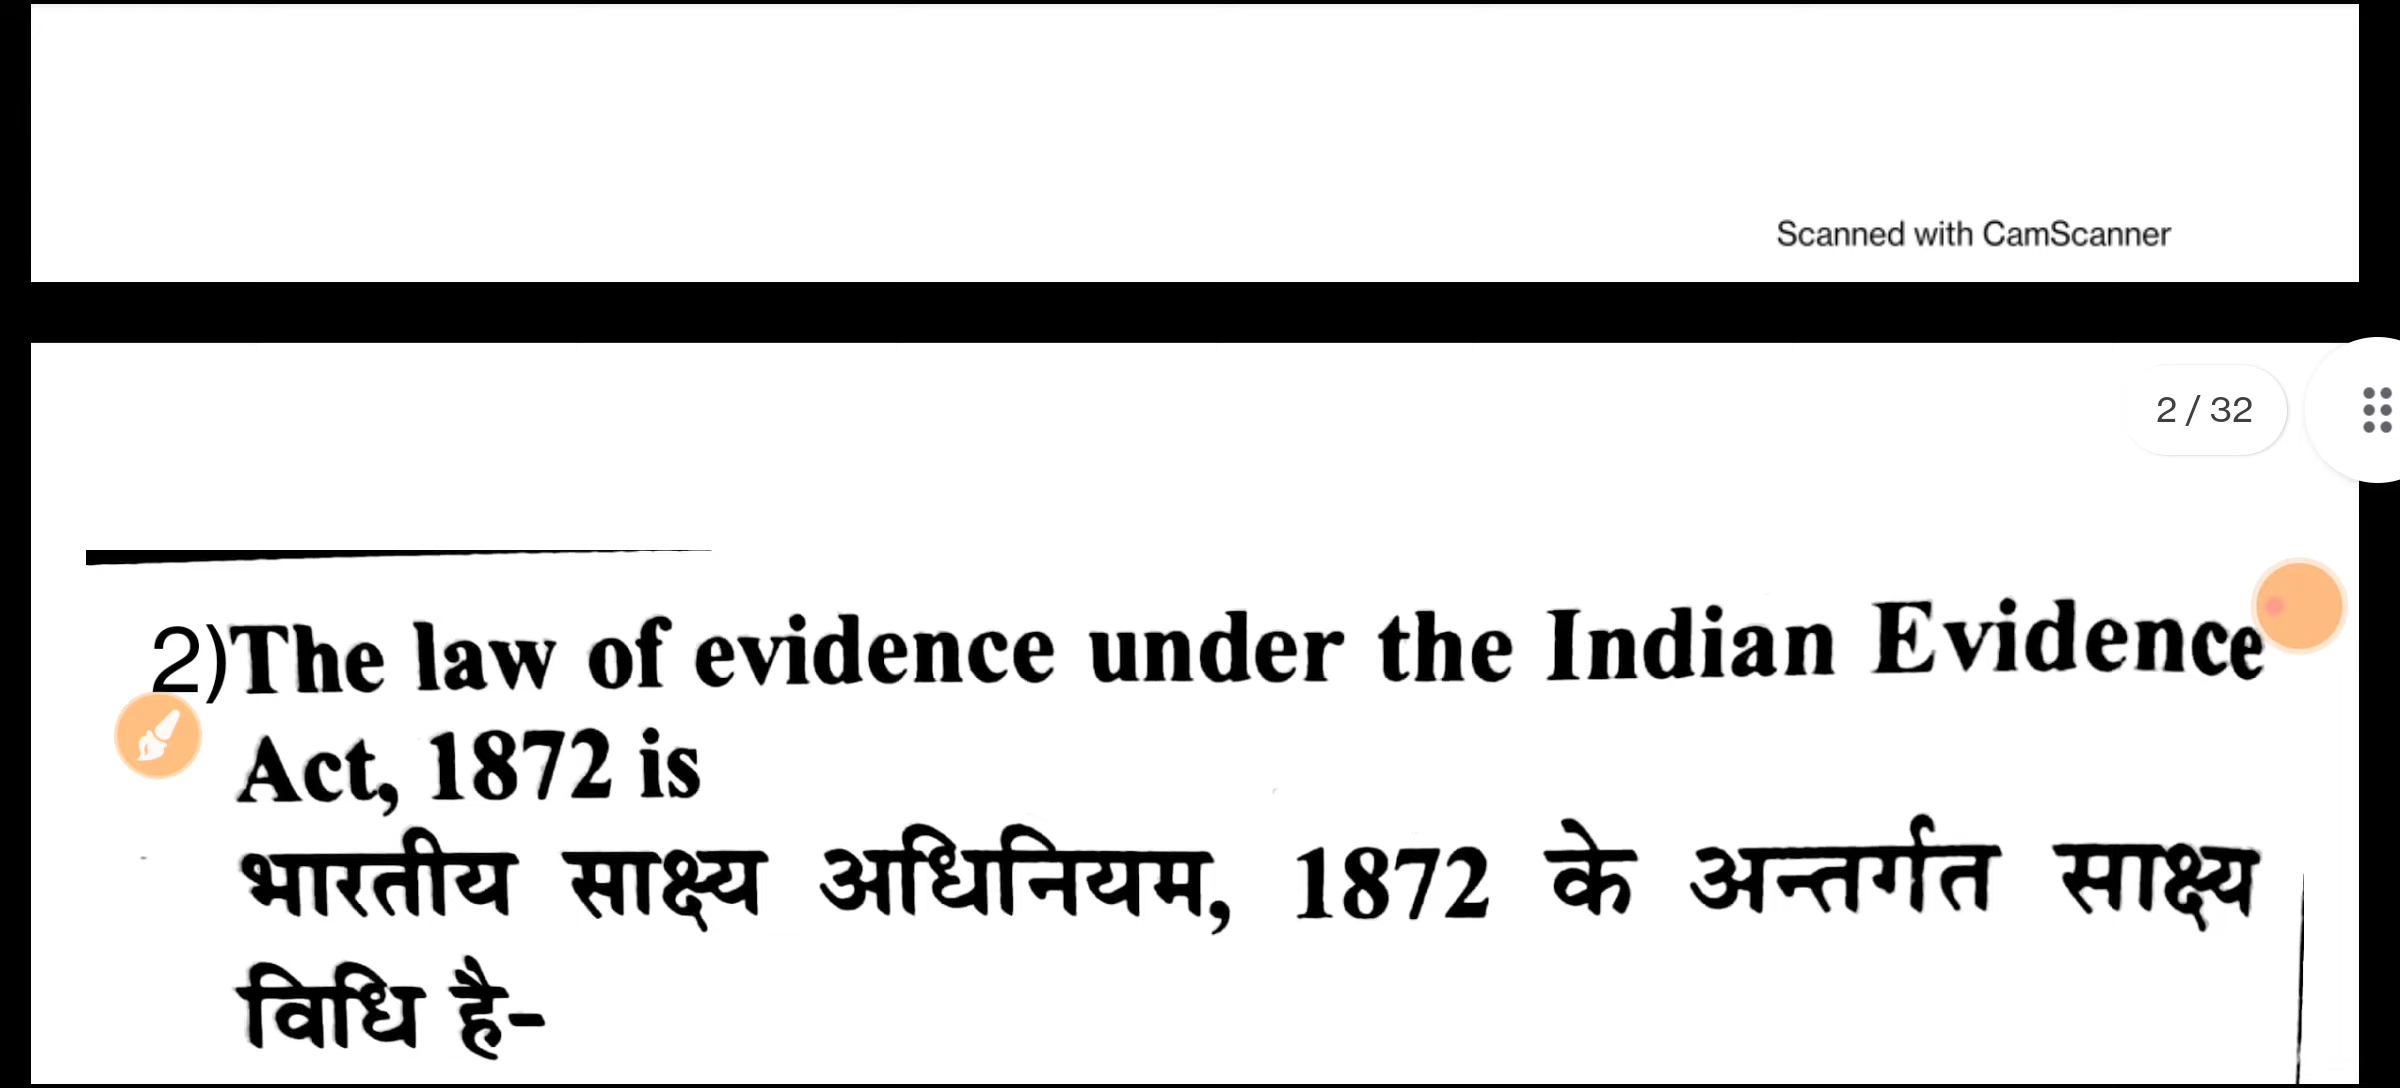 Scanned with CamScanner
2 / 32
2)The law of evidence under the Indian Evidence
Act, 1872 is
भारतीय साक्ष्य अधिनियम, 1872 के अन्तर्गत साक्ष्य
विधि है-